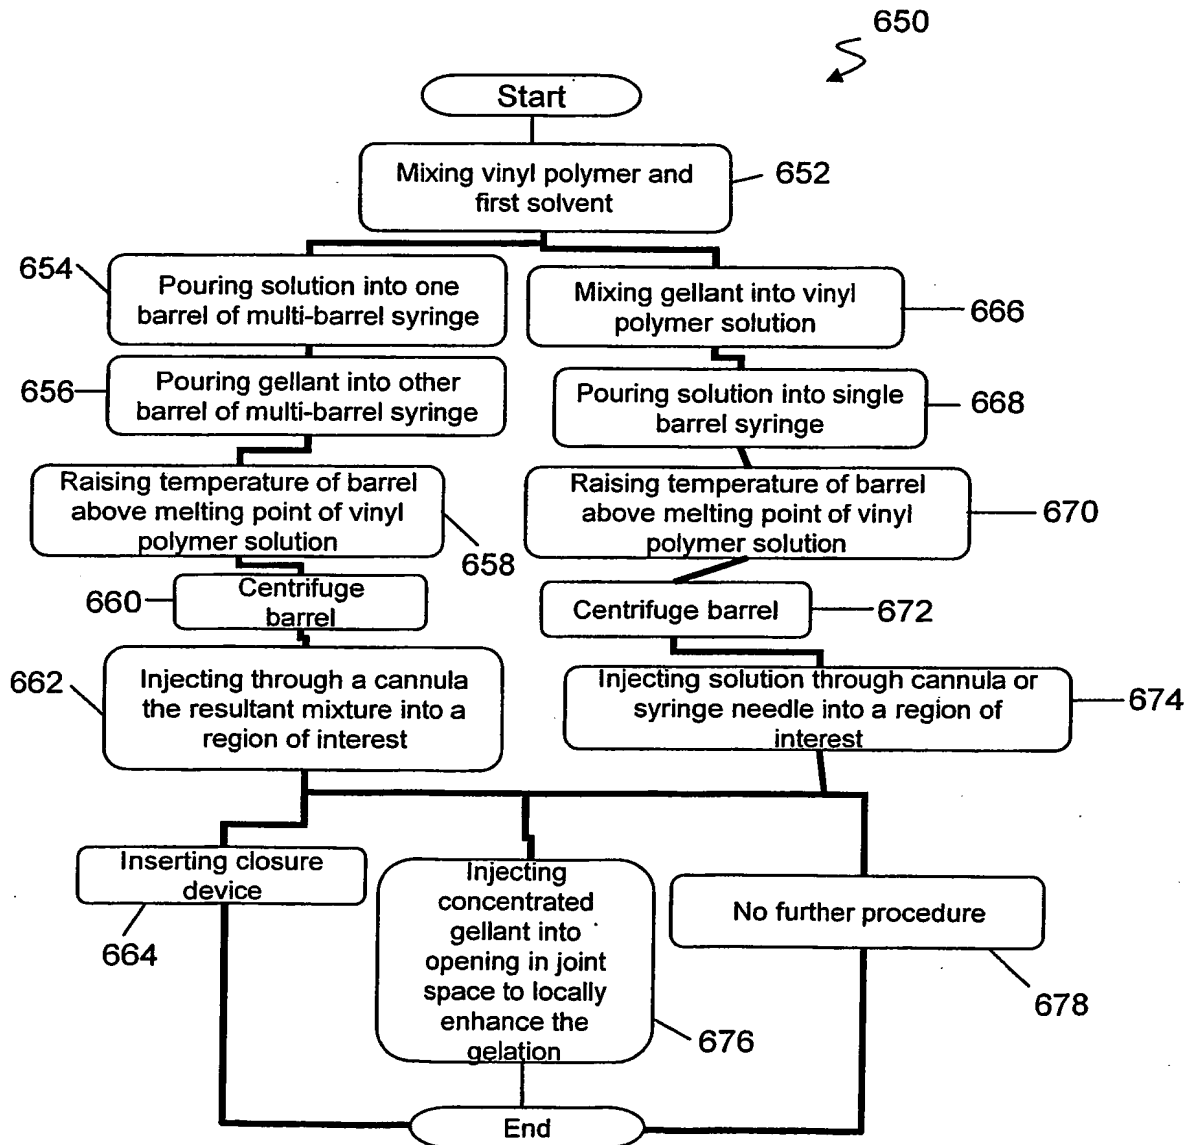 650
Start
Mixing vinyl polymer and
first solvent
652
654
Pouring solution into one
barrel of multi-barrel syringe
Mixing gellant into vinyl
polymer solution
666
656
Pouring gellant into other
barrel of multi-barrel syringe
Pouring solution into single
barrel syringe
668
Raising temperature of barrel
above melting point of vinyl
polymer solution
658
Raising temperature of barrel
above melting point of vinyl
polymer solution
670
660
Centrifuge
barrel
Centrifuge barrel
672
662
Injecting through a cannula
the resultant mixture into a
region of interest
Injecting solution through cannula or
syringe needle into a region of
interest
674
Inserting closure
device
664
Injecting
concentrated
gellant into
opening in joint
space to locally
enhance the
gelation
676
No further procedure
678
End